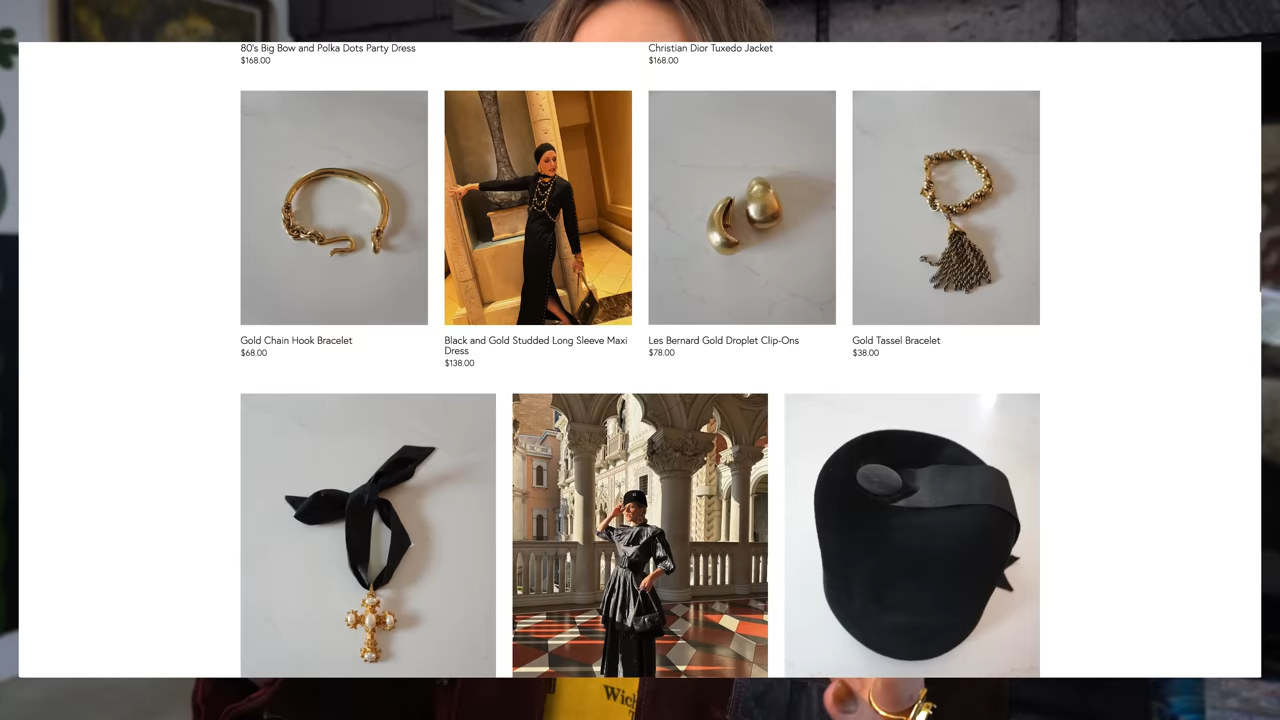 80's Big Bow and Polka Dots Party Dress
$168.00
Christian Dior Tuxedo Jacket
$168.00
Gold Chain Hook Bracelet
$68.00
Black and Gold Studded Long Sleeve Maxi
Dress
$138.00
Les Bernard Gold Droplet Clip-Ons
$78.00
Gold Tassel Bracelet
$38.00